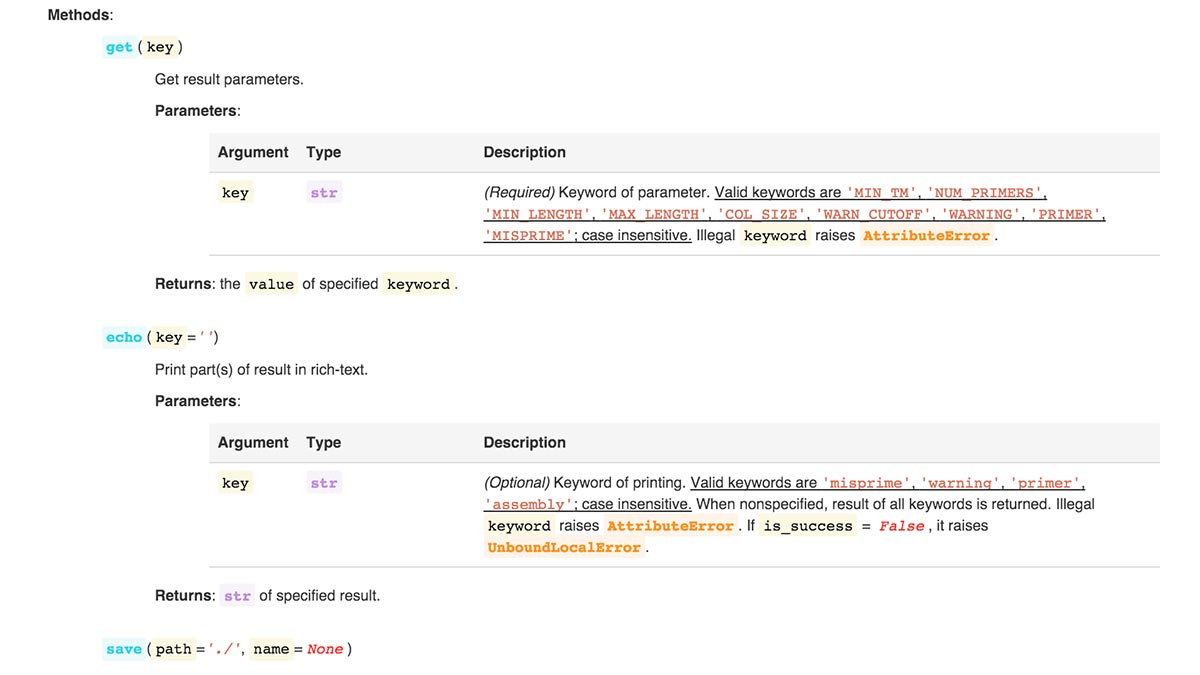 Methods:
get ( key )
Get result parameters.
Parameters:
Argument Type Description
key str (Required) Keyword of parameter. Valid keywords are 'MIN_TM', 'NUM_PRIMERS',
'MIN_LENGTH', 'MAX_LENGTH', 'COL_SIZE', 'WARN_CUTOFF', 'WARNING', 'PRIMER',
'MISPRIME'; case insensitive. Illegal keyword raises AttributeError .
Returns: the value of specified keyword .
echo ( key = '' )
Print part(s) of result in rich-text.
Parameters:
Argument Type Description
key str (Optional) Keyword of printing. Valid keywords are 'misprime', 'warning', 'primer',
'assembly'; case insensitive. When nonspecified, result of all keywords is returned. Illegal
keyword raises AttributeError . If is_success = False , it raises
UnboundLocalError .
Returns: str of specified result.
save ( path = './', name = None )